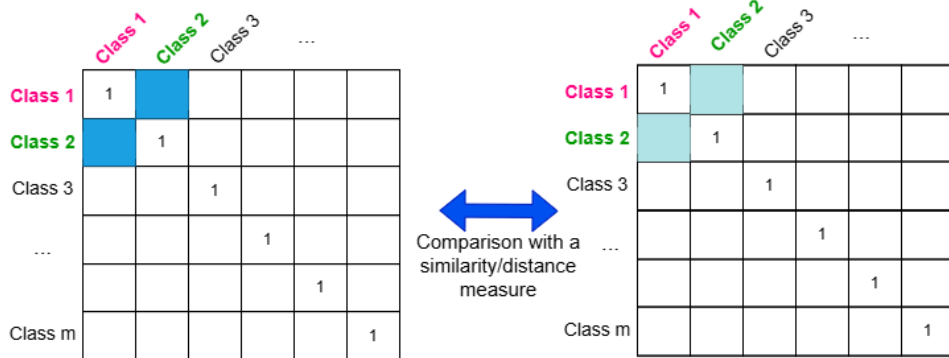 Class 1 Class 2 Class 3 ...
Class 1 1
Class 2 1
Class 3 1
... 1
1
Class m 1
Comparison with a
similarity/distance
measure
Class 1 Class 2 Class 3 ...
Class 1 1
Class 2 1
Class 3 1
... 1
1
Class m 1